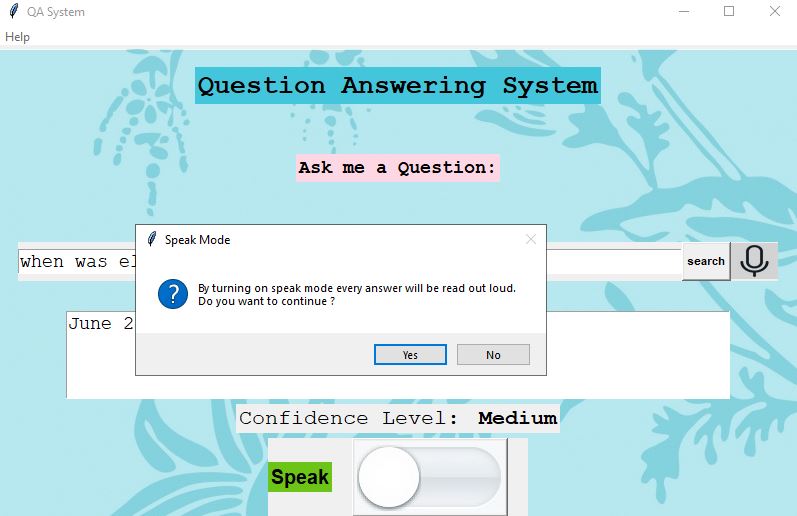 QA System
Help
Question Answering System
Ask me a Question:
Speak Mode
when was
search
By turning on speak mode every answer will be read out loud.
Do you want to continue ?
June 2
Yes
No
Confidence Level: Medium
Speak